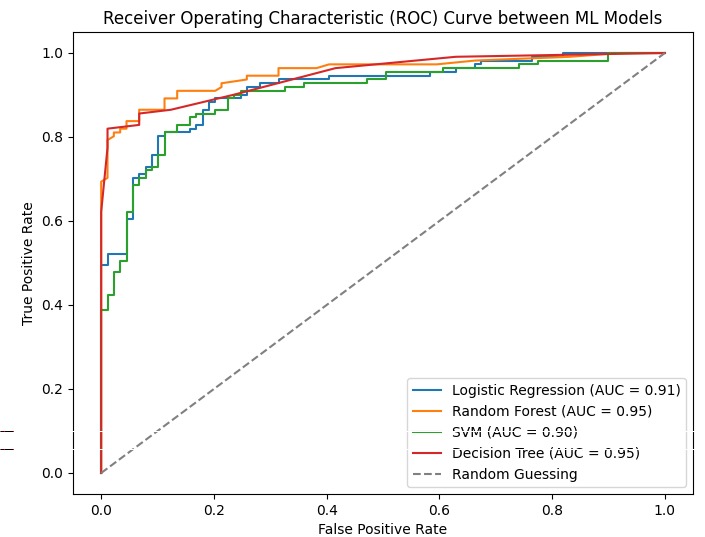 Receiver Operating Characteristic (ROC) Curve between ML Models
1.0
0.8
0.6
0.4
0.2
0.0
True Positive Rate
Logistic Regression (AUC = 0.91)
Random Forest (AUC = 0.95)
SVM (AUC = 0.90)
Decision Tree (AUC = 0.95)
Random Guessing
0.0 0.2 0.4 0.6 0.8 1.0
False Positive Rate